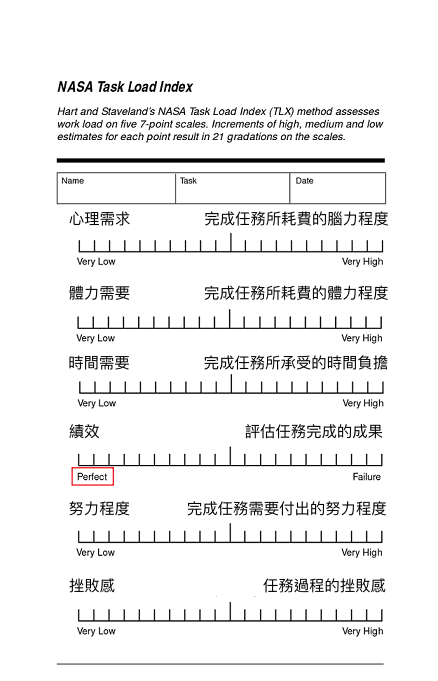 NASA Task Load Index
Hart and Staveland's NASA Task Load Index (TLX) method assesses
work load on five 7-point scales. Increments of high, medium and low
estimates for each point result in 21 gradations on the scales.
Name Task Date
心理需求 完成任務所耗費的腦力程度
Very Low Very High
體力需要 完成任務所耗費的體力程度
Very Low Very High
時間需要 完成任務所承受的時間負擔
Very Low Very High
績效 評估任務完成的成果
Perfect Failure
努力程度 完成任務需要付出的努力程度
Very Low Very High
挫敗感 任務過程的挫敗感
Very Low Very High